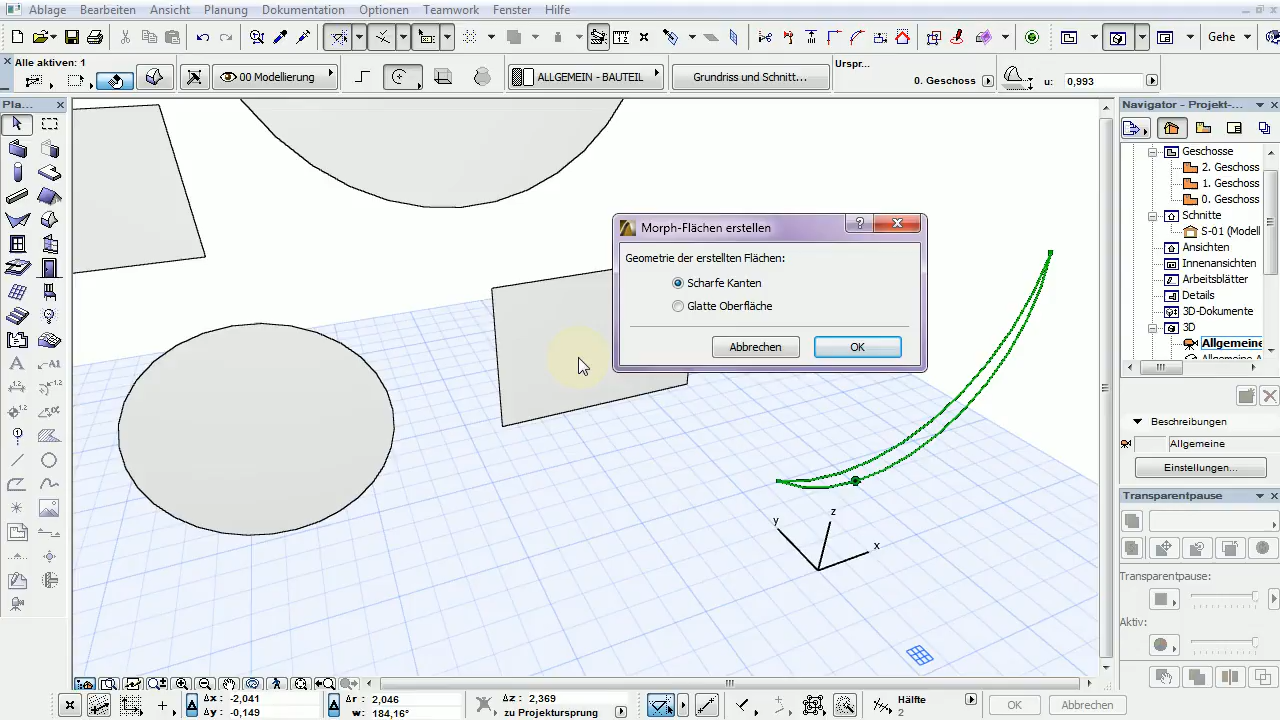 Ablage Bearbeiten Ansicht Planung Dokumentation Optionen Teamwork Fenster Hilfe
Gehe
Alle aktiven: 1
00 Modellierung
ALLGEMEIN - BAUTEIL
Grundriss und Schnitt...
Urspr...
0. Geschoss
u: 0,993
Pla...
Navigator - Projekt-...
Geschosse
2. Geschoss
1. Geschoss
0. Geschoss
Schnitte
S-01 (Modell
Ansichten
Innenansichten
Arbeitsblätter
Details
3D-Dokumente
3D
Allgemeine
Beschreibungen
Allgemeine
Einstellungen...
Transparentpause
Transparentpause:
Aktiv:
Morph-Flächen erstellen
Geometrie der erstellten Flächen:
Scharfe Kanten
Glatte Oberfläche
Abbrechen OK
y z x
Δx: -2,041
Δy: -0,149
Δr: 2,046
w: 184,16°
Δz: 2,369
zu Projektursprung
Hälfte
2
OK Abbrechen